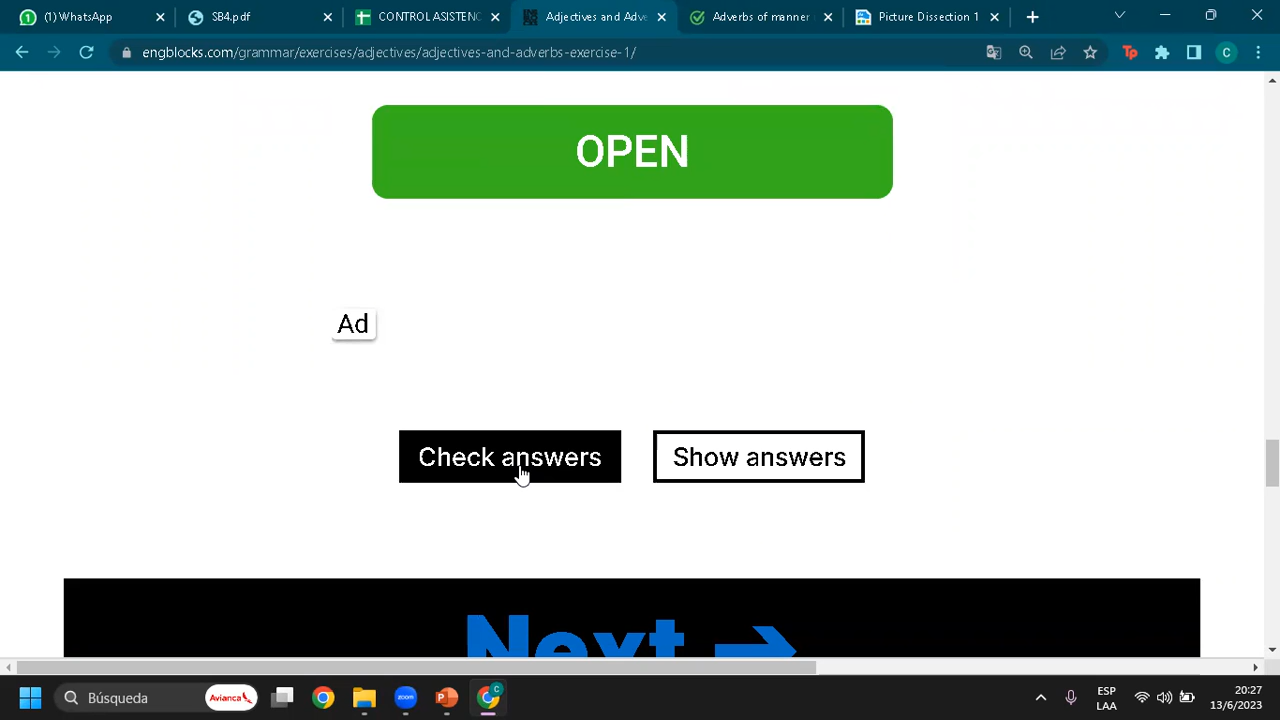 (1) WhatsApp
SB4.pdf
CONTROL ASISTENC
Adjectives and Adve
Adverbs of manner
Picture Dissection 1
engblocks.com/grammar/exercises/adjectives/adjectives-and-adverbs-exercise-1/
Tp
C
OPEN
Ad
Check answers
Show answers
Next →
Búsqueda
Avianca
zoom
P
C
ESP
LAA
20:27
13/6/2023